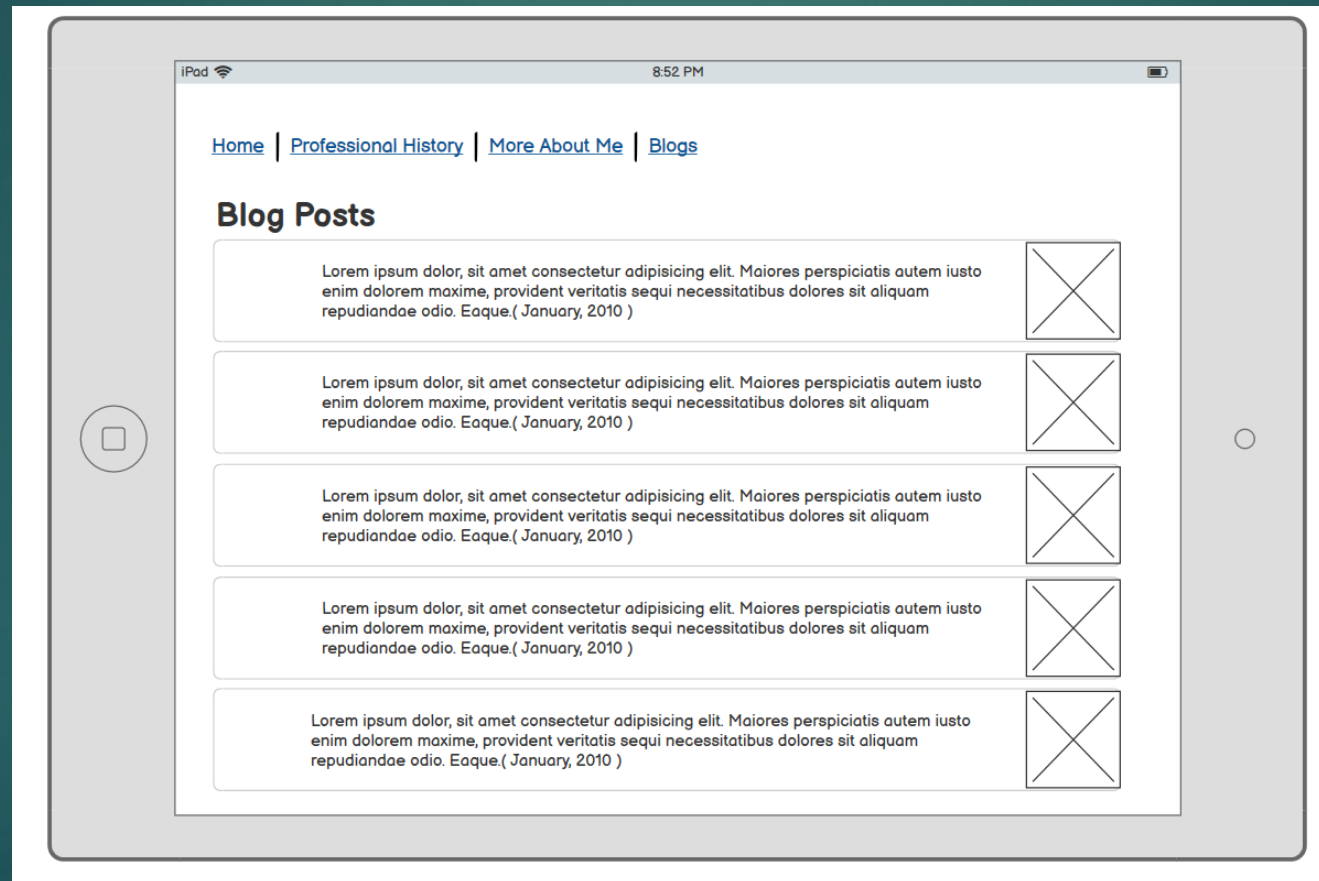 iPad 8:52 PM
Home Professional History More About Me Blogs
Blog Posts
Lorem ipsum dolor, sit amet consectetur adipisicing elit. Maiores perspiciatis autem iusto
enim dolorem maxime, provident veritatis sequi necessitatibus dolores sit aliquam
repudiandae odio. Eaque.( January, 2010 )
Lorem ipsum dolor, sit amet consectetur adipisicing elit. Maiores perspiciatis autem iusto
enim dolorem maxime, provident veritatis sequi necessitatibus dolores sit aliquam
repudiandae odio. Eaque.( January, 2010 )
Lorem ipsum dolor, sit amet consectetur adipisicing elit. Maiores perspiciatis autem iusto
enim dolorem maxime, provident veritatis sequi necessitatibus dolores sit aliquam
repudiandae odio. Eaque.( January, 2010 )
Lorem ipsum dolor, sit amet consectetur adipisicing elit. Maiores perspiciatis autem iusto
enim dolorem maxime, provident veritatis sequi necessitatibus dolores sit aliquam
repudiandae odio. Eaque.( January, 2010 )
Lorem ipsum dolor, sit amet consectetur adipisicing elit. Maiores perspiciatis autem iusto
enim dolorem maxime, provident veritatis sequi necessitatibus dolores sit aliquam
repudiandae odio. Eaque.( January, 2010 )